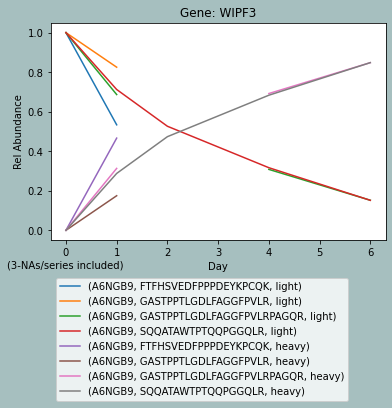 Gene: WIPF3
1.0
0.8
0.6
0.4
0.2
0.0
Rel Abundance
0 1 2 3 4 5 6
(3-NAs/series included)
Day
(A6NGB9, FTFHSVEDFPPPDEYKPCQK, light)
(A6NGB9, GASTPPTLGDLFAGGFPVLR, light)
(A6NGB9, GASTPPTLGDLFAGGFPVLRPAGQR, light)
(A6NGB9, SQQATAWTPTQQPGGQLR, light)
(A6NGB9, FTFHSVEDFPPPDEYKPCQK, heavy)
(A6NGB9, GASTPPTLGDLFAGGFPVLR, heavy)
(A6NGB9, GASTPPTLGDLFAGGFPVLRPAGQR, heavy)
(A6NGB9, SQQATAWTPTQQPGGQLR, heavy)